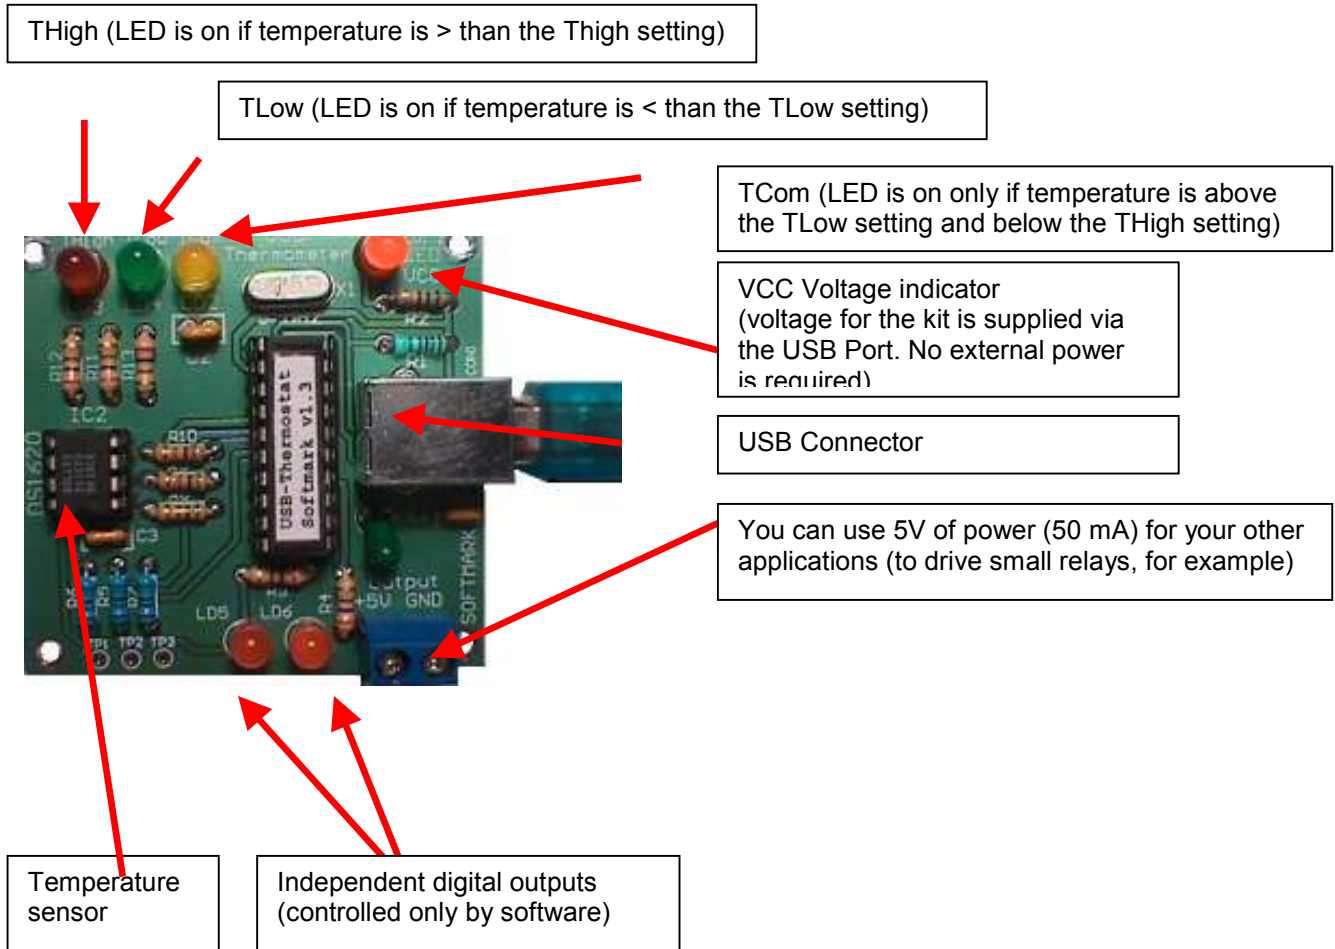 THigh (LED is on if temperature is > than the Thigh setting)
TLow (LED is on if temperature is < than the TLow setting)
TCom (LED is on only if temperature is above
the TLow setting and below the THigh setting)
VCC Voltage indicator
(voltage for the kit is supplied via
the USB Port. No external power
is required)
USB Connector
You can use 5V of power (50 mA) for your other
applications (to drive small relays, for example)
Thermometer
LED
VCC
X1
R2
R12
R11
R13
IC2
DS1620
R10
C3
USB-Thermostat
Softmark v1.3
COM
SOFTMARK
Output
+5V GND
R6
R5
R7
R4
LD5
LD6
TP1 TP2 TP3
Temperature
sensor
Independent digital outputs
(controlled only by software)